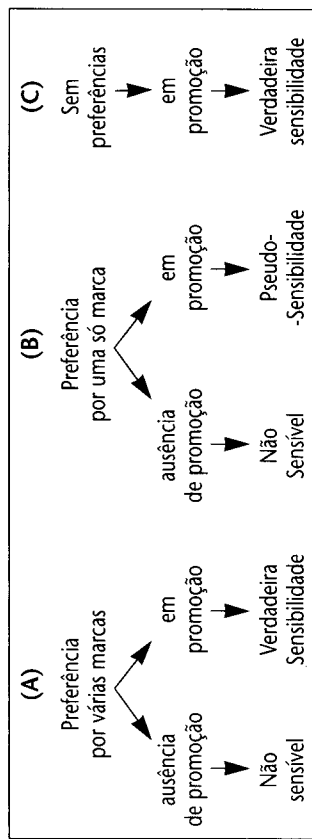 (A)
Preferência
por várias marcas
ausência
de promoção
em
promoção
Não
sensível
Verdadeira
Sensibilidade
(B)
Preferência
por uma só marca
ausência
de promoção
em
promoção
Não
Sensível
Pseudo-
-Sensibilidade
(C)
Sem
preferências
em
promoção
Verdadeira
sensibilidade